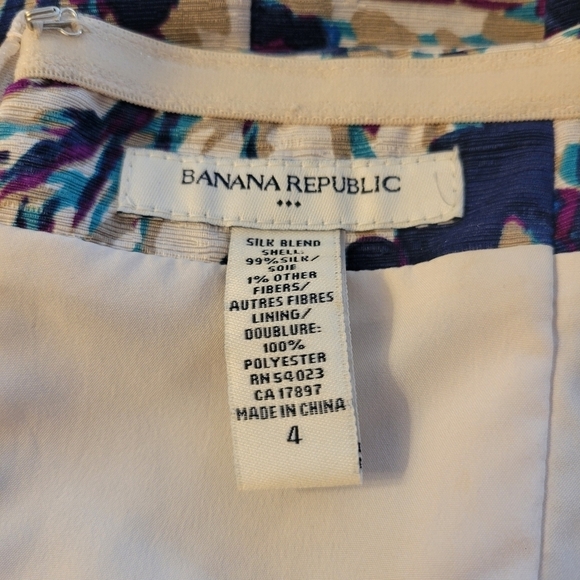 BANANA REPUBLIC
SILK BLEND
SHELL:
99% SILK/
SOIE
1% OTHER
FIBERS/
AUTRES FIBRES
LINING/
DOUBLURE:
100%
POLYESTER
RN 54023
CA 17897
MADE IN CHINA
4